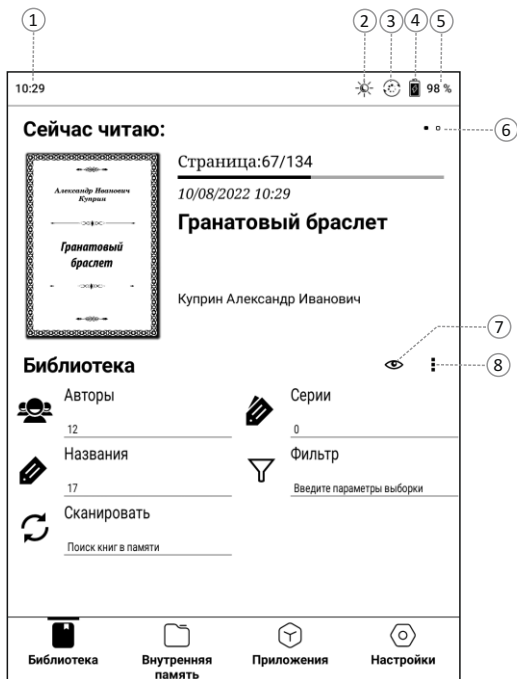 1
2 3 4 5
10:29 98 %
Сейчас читаю:
6
Страница:67/134
10/08/2022 10:29
Гранатовый браслет
Куприн Александр Иванович
Александр Иванович
Куприн
Гранатовый
браслет
7
Библиотека
8
Авторы
12
Серии
0
Названия
17
Фильтр
Введите параметры выборки
Сканировать
Поиск книг в памяти
Библиотека
Внутренняя
память
Приложения
Настройки